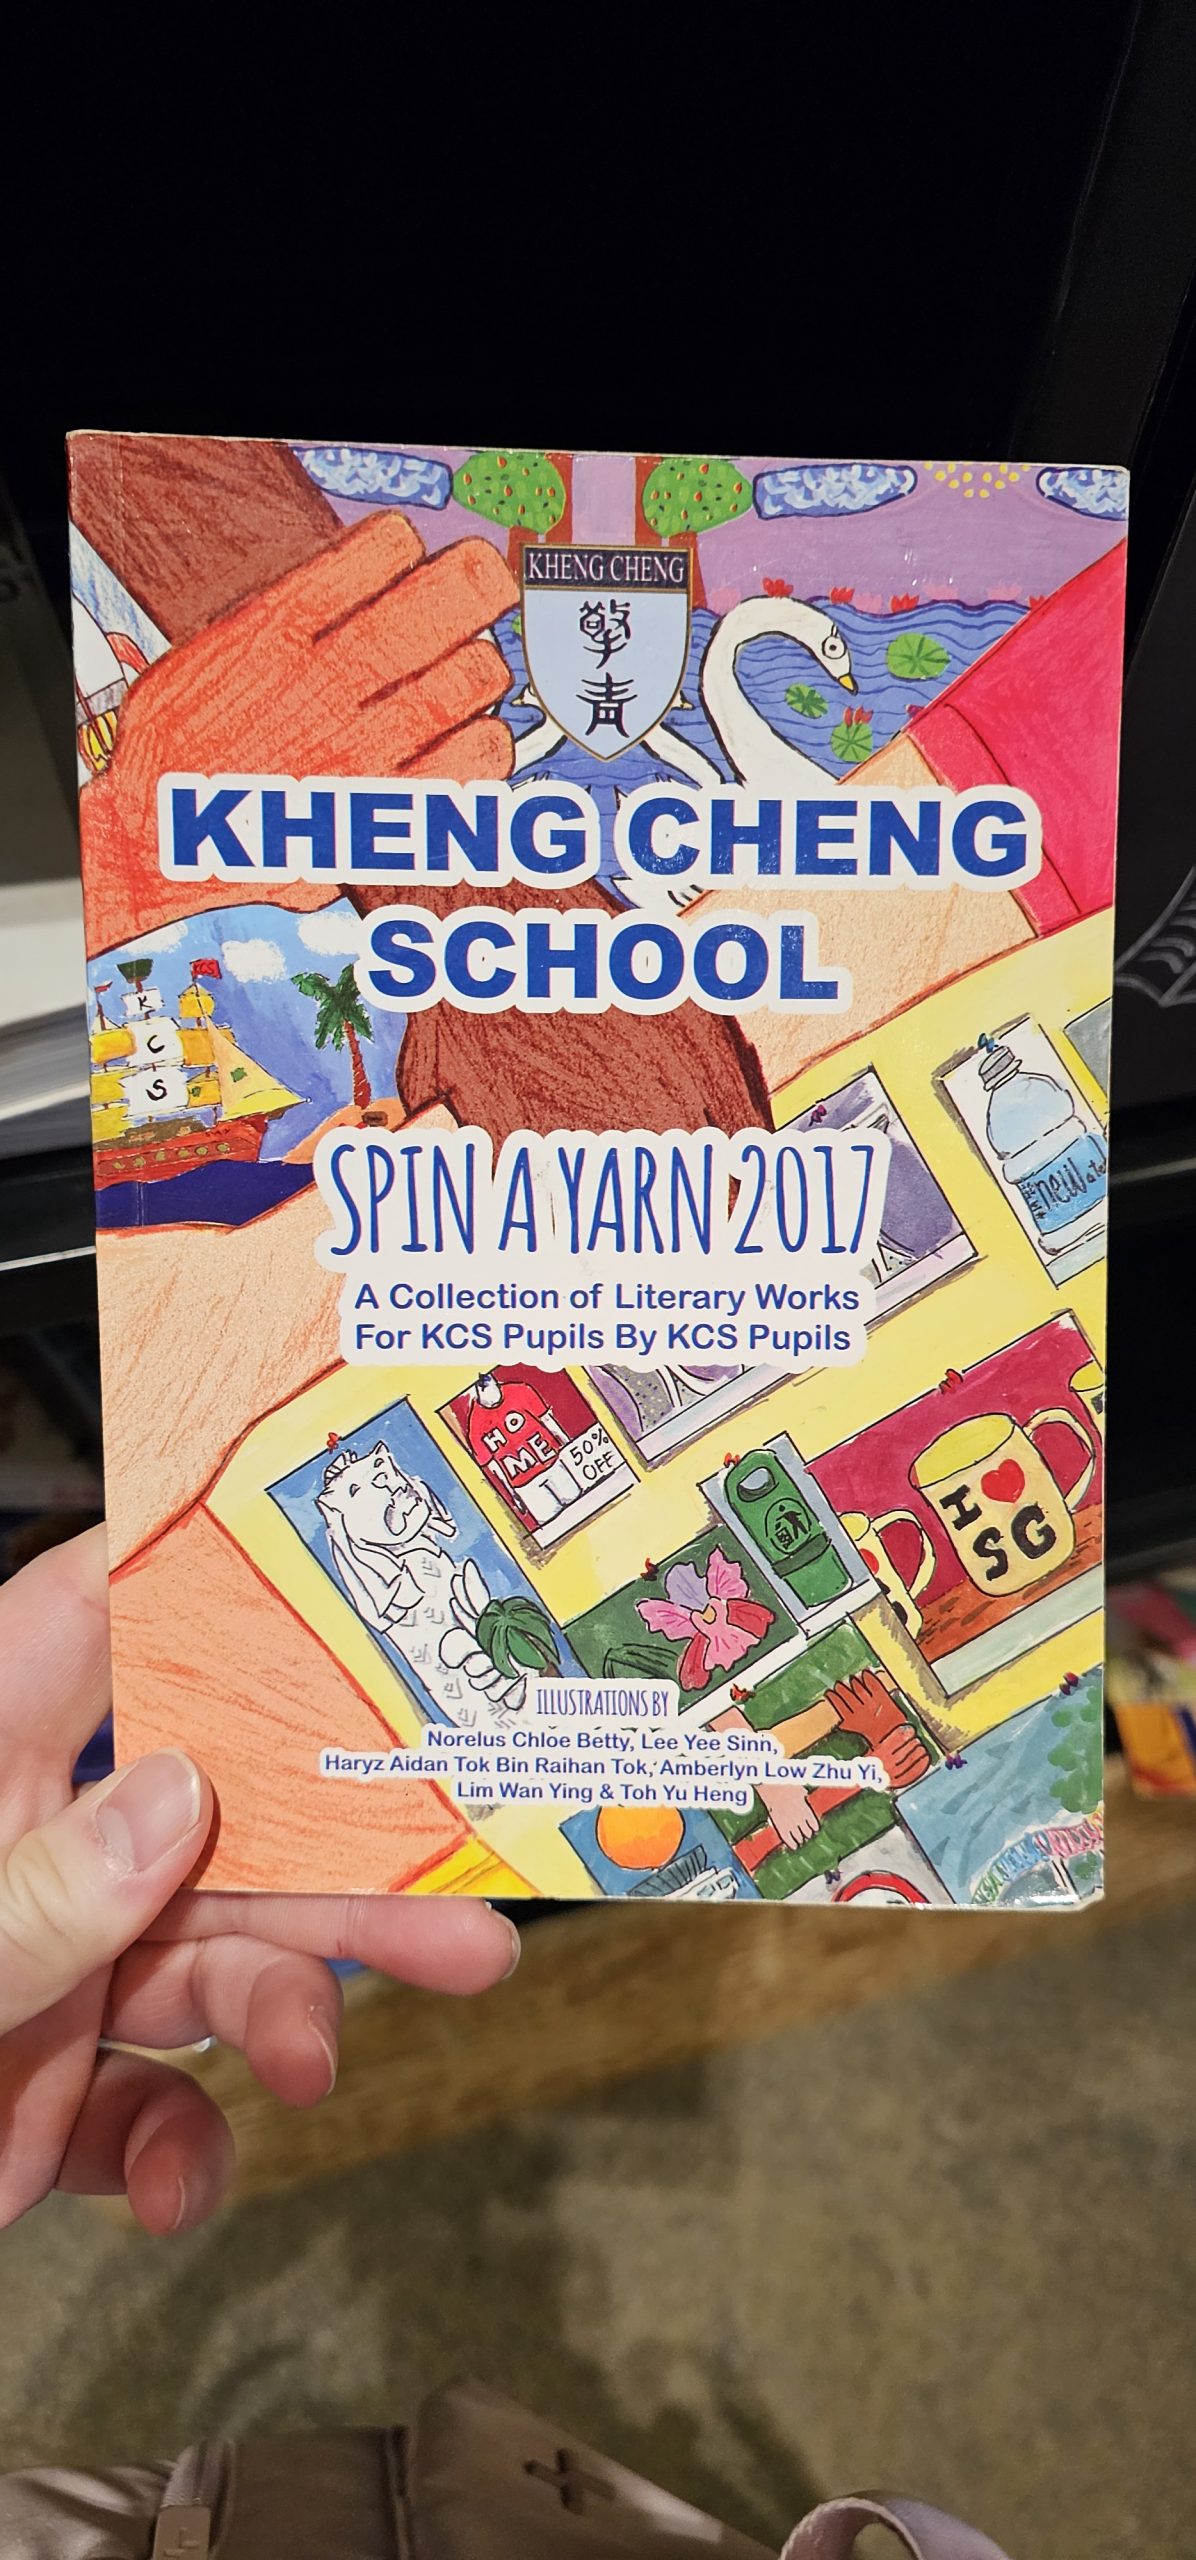 KHENG CHENG
擎青
KHENG CHENG
SCHOOL
K
C
S
KCS
SPIN A YARN 2017
A Collection of Literary Works
For KCS Pupils By KCS Pupils
newate
HO
ME
50%
OFF
I ♥
SG
ILLUSTRATIONS BY
Norelus Chloe Betty, Lee Yee Sinn,
Haryz Aidan Tok Bin Raihan Tok, Amberlyn Low Zhu Yi,
Lim Wan Ying & Toh Yu Heng